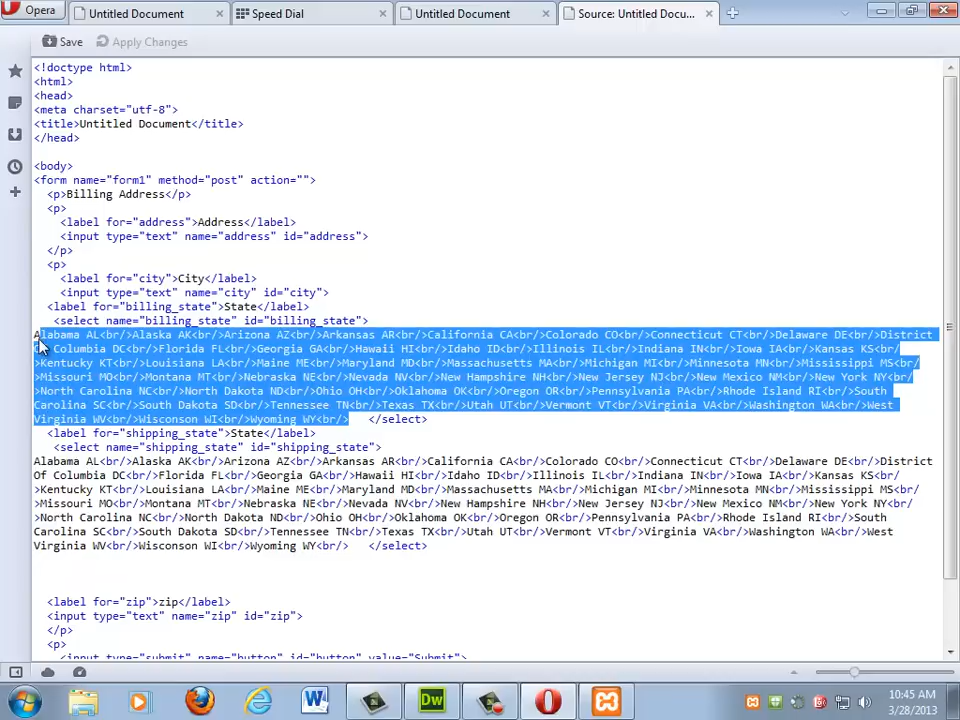 Opera
Untitled Document
Speed Dial
Untitled Document
Source: Untitled Docu...
Save
Apply Changes
<!doctype html>
<html>
<head>
<meta charset="utf-8">
<title>Untitled Document</title>
</head>
<body>
<form name="form1" method="post" action="">
<p>Billing Address</p>
<p>
<label for="address">Address</label>
<input type="text" name="address" id="address">
</p>
<p>
<label for="city">City</label>
<input type="text" name="city" id="city">
<label for="billing_state">State</label>
<select name="billing_state" id="billing_state">
Alabama AL<br/>Alaska AK<br/>Arizona AZ<br/>Arkansas AR<br/>California CA<br/>Colorado CO<br/>Connecticut CT<br/>Delaware DE<br/>District
Columbia DC<br/>Florida FL<br/>Georgia GA<br/>Hawaii HI<br/>Idaho ID<br/>Illinois IL<br/>Indiana IN<br/>Iowa IA<br/>Kansas KS<br/
>Kentucky KT<br/>Louisiana LA<br/>Maine ME<br/>Maryland MD<br/>Massachusetts MA<br/>Michigan MI<br/>Minnesota MN<br/>Mississippi MS<br/
>Missouri MO<br/>Montana MT<br/>Nebraska NE<br/>Nevada NV<br/>New Hampshire NH<br/>New Jersey NJ<br/>New Mexico NM<br/>New York NY<br/
>North Carolina NC<br/>North Dakota ND<br/>Ohio OH<br/>Oklahoma OK<br/>Oregon OR<br/>Pennsylvania PA<br/>Rhode Island RI<br/>South
Carolina SC<br/>South Dakota SD<br/>Tennessee TN<br/>Texas TX<br/>Utah UT<br/>Vermont VT<br/>Virginia VA<br/>Washington WA<br/>West
Virginia WV<br/>Wisconson WI<br/>Wyoming WY<br/> </select>
<label for="shipping_state">State</label>
<select name="shipping_state" id="shipping_state">
Alabama AL<br/>Alaska AK<br/>Arizona AZ<br/>Arkansas AR<br/>California CA<br/>Colorado CO<br/>Connecticut CT<br/>Delaware DE<br/>District
Of Columbia DC<br/>Florida FL<br/>Georgia GA<br/>Hawaii HI<br/>Idaho ID<br/>Illinois IL<br/>Indiana IN<br/>Iowa IA<br/>Kansas KS<br/
>Kentucky KT<br/>Louisiana LA<br/>Maine ME<br/>Maryland MD<br/>Massachusetts MA<br/>Michigan MI<br/>Minnesota MN<br/>Mississippi MS<br/
>Missouri MO<br/>Montana MT<br/>Nebraska NE<br/>Nevada NV<br/>New Hampshire NH<br/>New Jersey NJ<br/>New Mexico NM<br/>New York NY<br/
>North Carolina NC<br/>North Dakota ND<br/>Ohio OH<br/>Oklahoma OK<br/>Oregon OR<br/>Pennsylvania PA<br/>Rhode Island RI<br/>South
Carolina SC<br/>South Dakota SD<br/>Tennessee TN<br/>Texas TX<br/>Utah UT<br/>Vermont VT<br/>Virginia VA<br/>Washington WA<br/>West
Virginia WV<br/>Wisconson WI<br/>Wyoming WY<br/> </select>
<label for="zip">zip</label>
<input type="text" name="zip" id="zip">
</p>
<p>
<input type="submit" name="button" id="button" value="Submit">
Dw
10:45 AM
3/28/2013